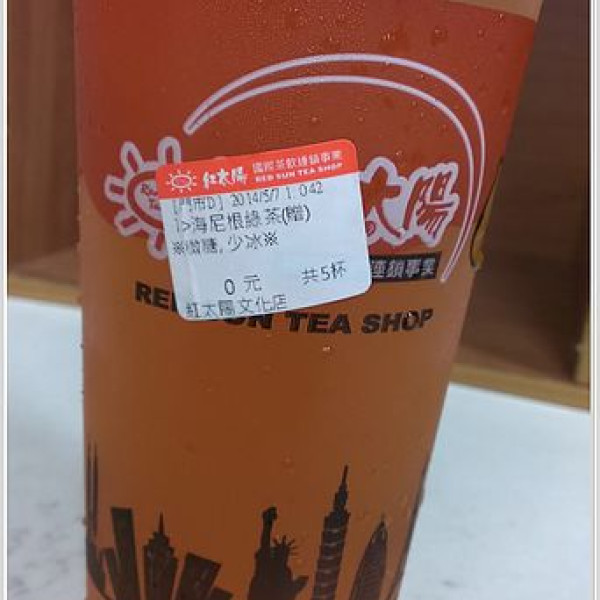 紅太陽 國際茶飲連鎖事業
RED SUN TEA SHOP
[門市D] 2014/5/7 1 042
1>海尼根綠茶(贈)
※微糖,少冰※
0 元 共5杯
紅太陽文化店
太陽
連鎖事業
RED SUN TEA SHOP